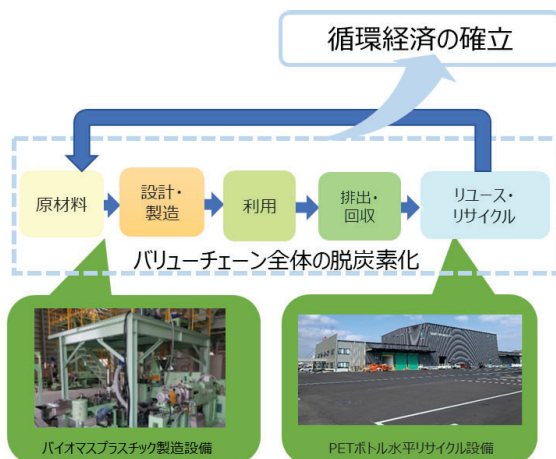 循環経済の確立
原材料
設計・
製造
利用
排出・
回収
リユース・
リサイクル
バリューチェーン全体の脱炭素化
バイオマスプラスチック製造設備
PETボトル水平リサイクル設備